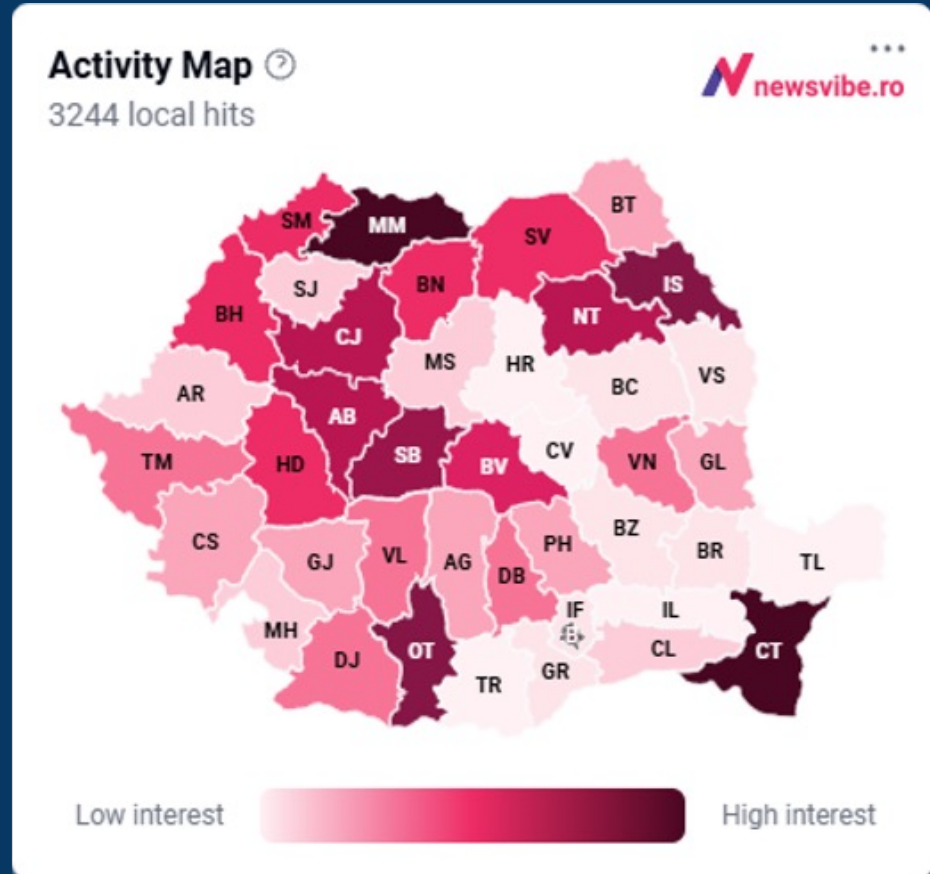 Activity Map ?
3244 local hits
newsvibe.ro
BT
SM
MM
SV
IS
SJ
BN
BH
NT
CJ
MS
HR
VS
BC
AR
AB
CV
SB
TM
HD
BV
VN
GL
BZ
CS
PH
BR
VL
GJ
AG
TL
DB
IF
IL
MH
B
CL
OT
CT
DJ
GR
TR
Low interest
High interest